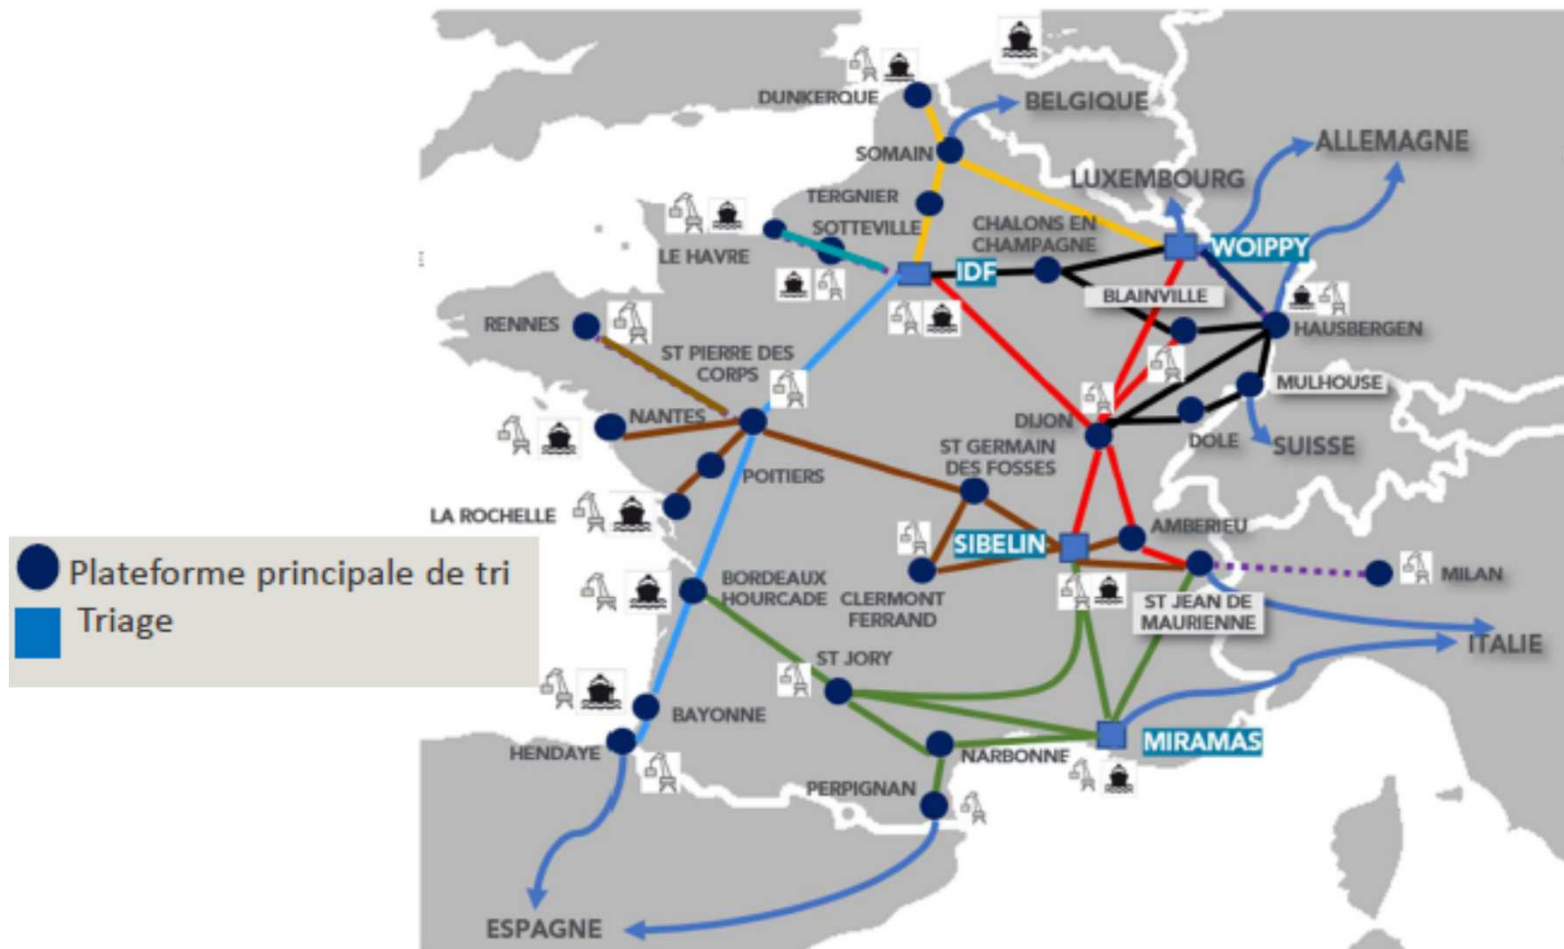 DUNKERQUE
BELGIQUE
ALLEMAGNE
SOMAIN
LUXEMBOURG
TERGNIER
SOTTEVILLE
CHALONS EN
CHAMPAGNE
LE HAVRE
IDF
WOIPPY
BLAINVILLE
HAUSBERGEN
RENNES
ST PIERRE DES
CORPS
MULHOUSE
NANTES
DIJON
DOLE
SUISSE
ST GERMAIN
DES FOSSES
POITIERS
LA ROCHELLE
AMBERIEU
SIBELIN
Plateforme principale de tri
Triage
MILAN
BORDEAUX
HOURCADE
CLERMONT
FERRAND
ST JEAN DE
MAURIENNE
ITALIE
ST JORY
BAYONNE
HENDAYE
NARBONNE
MIRAMAS
PERPIGNAN
ESPAGNE